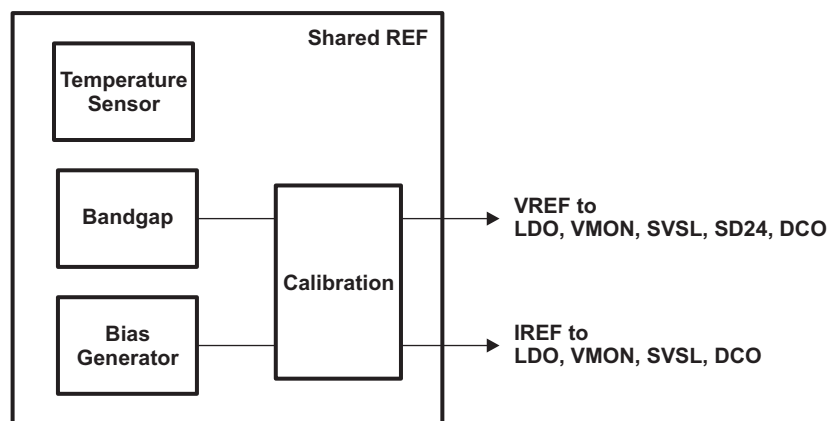 Shared REF
Temperature
Sensor
Bandgap
Calibration
VREF to
LDO, VMON, SVSL, SD24, DCO
Bias
Generator
IREF to
LDO, VMON, SVSL, DCO